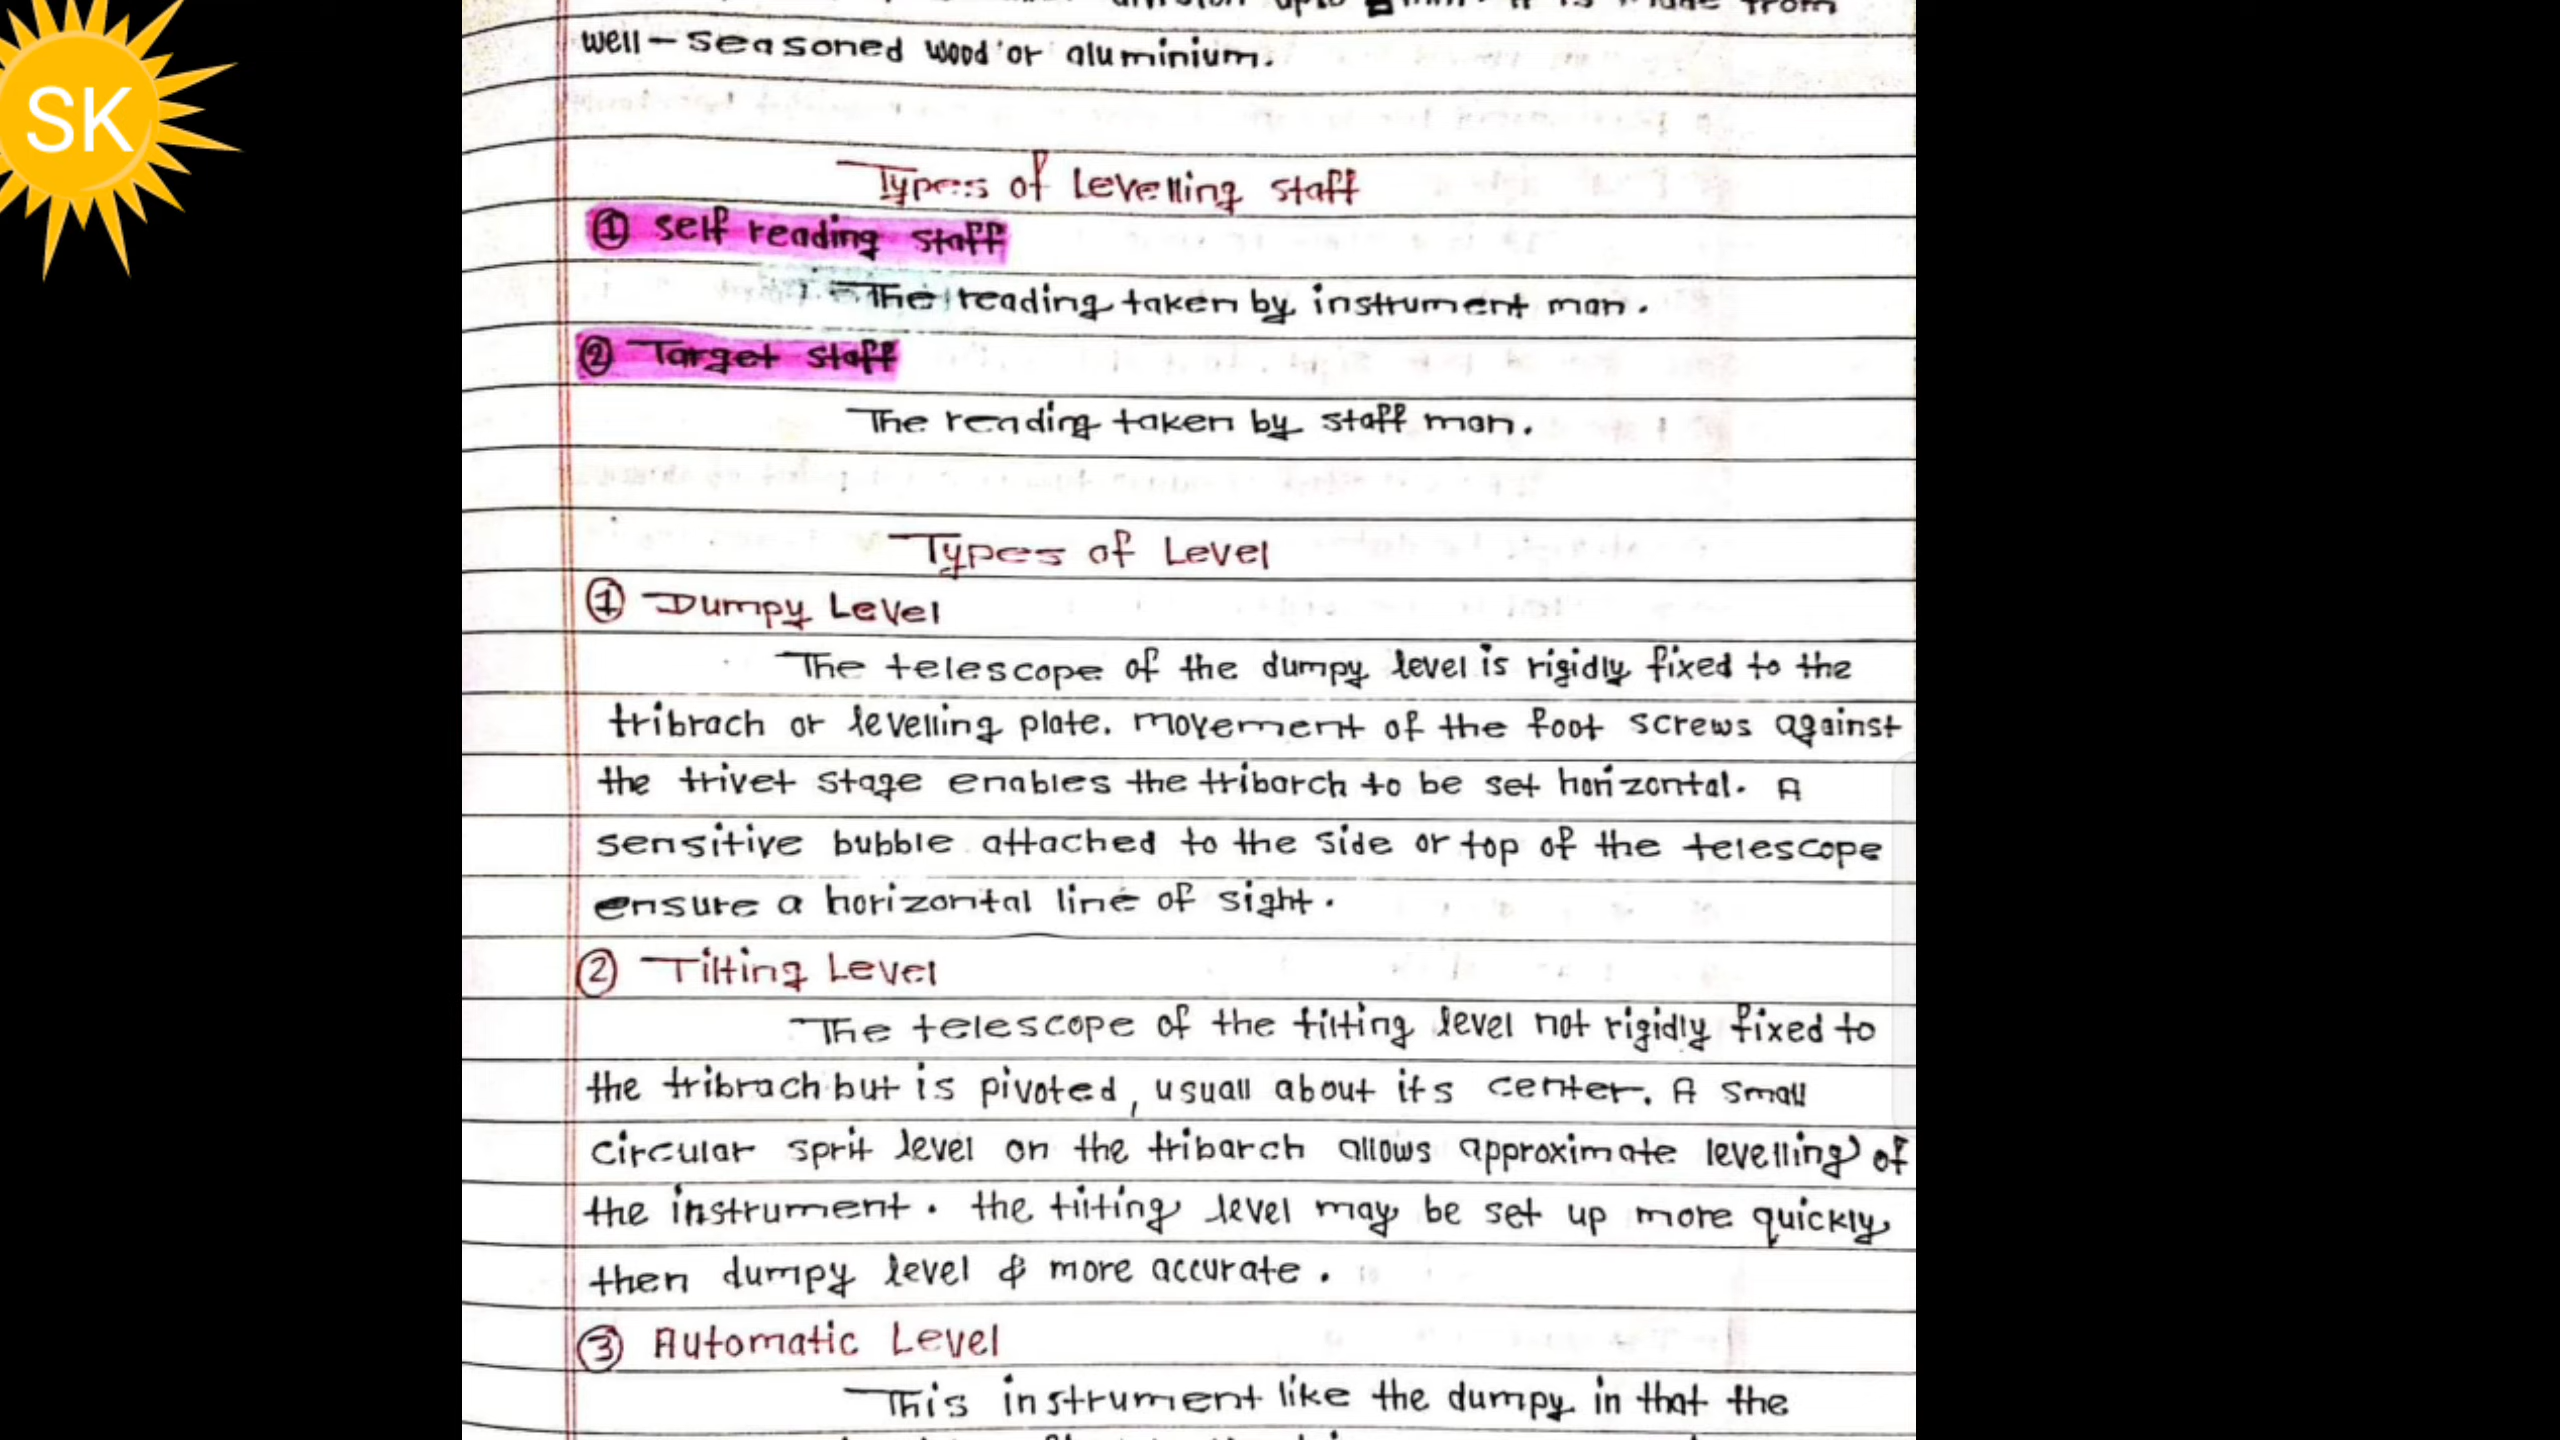 SK
division upto mm. it is made from
well-seasoned wood or aluminium.
Types of Levelling staff
① self reading staff
The reading taken by instrument man.
② Target staff
The reading taken by staff man.
Types of Level
① Dumpy Level
The telescope of the dumpy level is rigidly fixed to the
tribrach or levelling plate. movement of the foot screws against
the trivet stage enables the tribarch to be set horizontal. A
sensitive bubble attached to the side or top of the telescope
ensure a horizontal line of sight.
② Tilting Level
The telescope of the tilting level not rigidly fixed to
the tribrach but is pivoted, usuall about its center. A small
circular sprit level on the tribarch allows approximate levelling of
the instrument. the tilting level may be set up more quickly
then dumpy level & more accurate.
③ Automatic Level
This instrument like the dumpy in that the